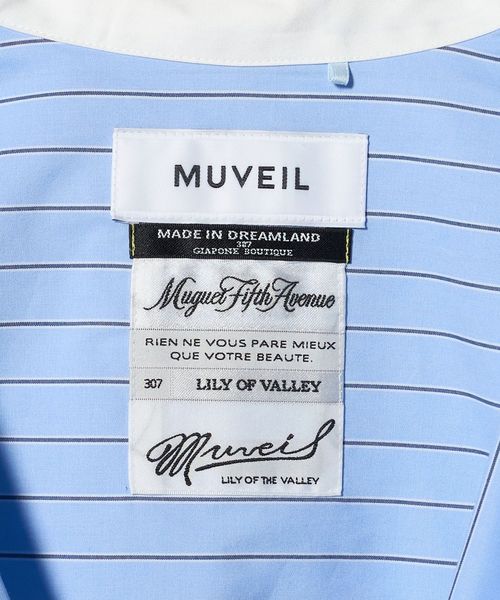 MUVEIL
MADE IN DREAMLAND
307
GIAPONE BOUTIQUE
Muguet Fifth Avenue
RIEN NE VOUS PARE MIEUX
QUE VOTRE BEAUTE.
307 LILY OF VALLEY
Muveil
LILY OF THE VALLEY